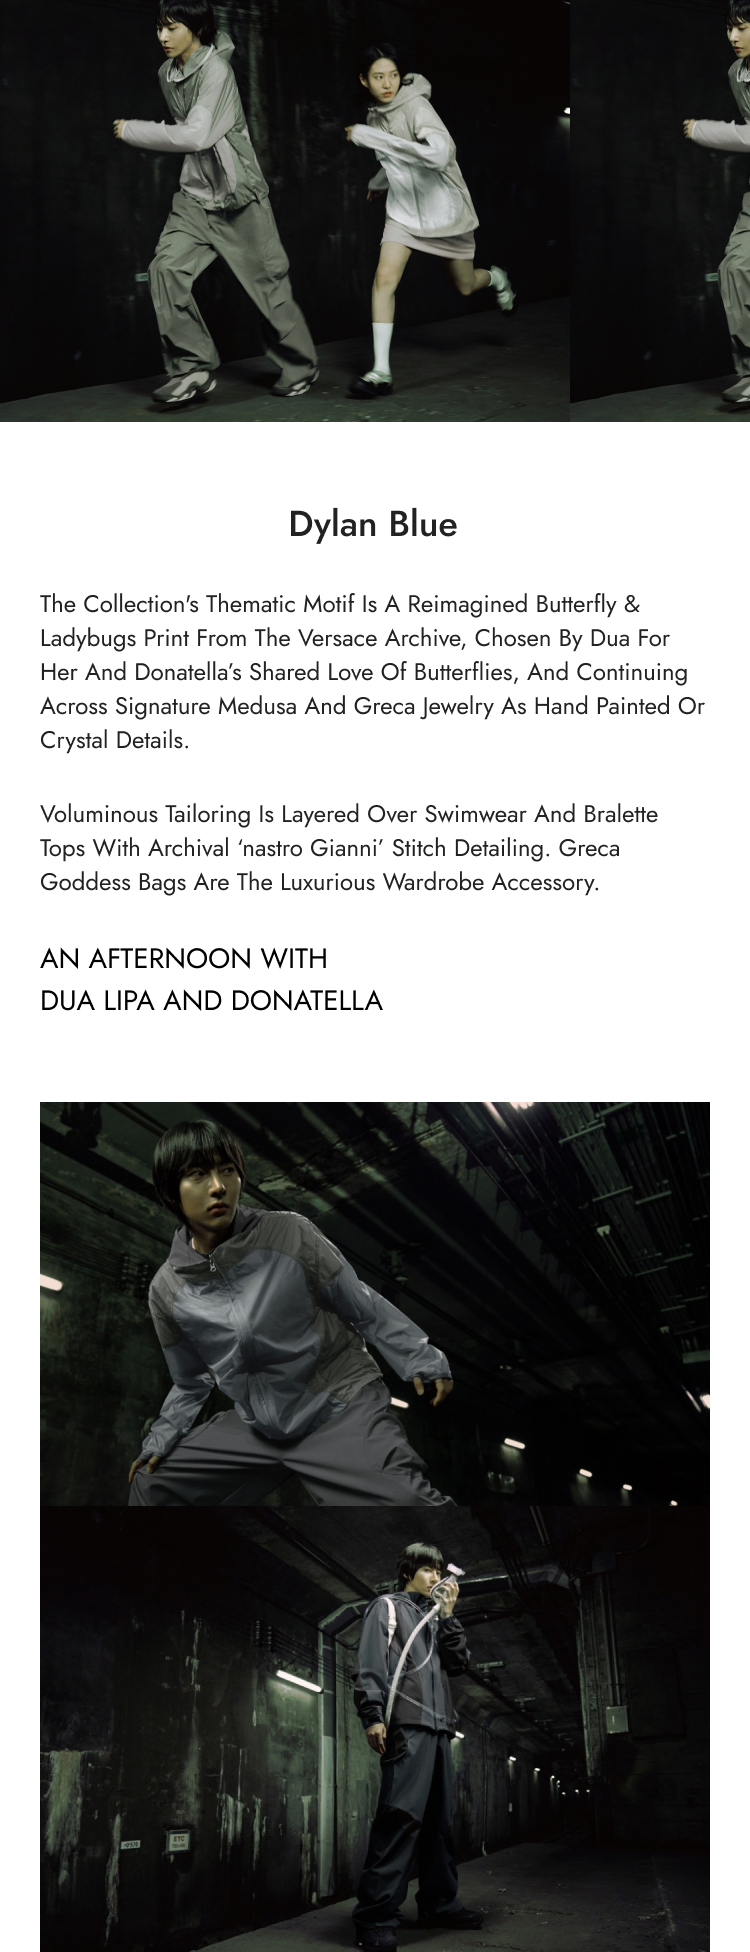 Dylan Blue
The Collection's Thematic Motif Is A Reimagined Butterfly &
Ladybugs Print From The Versace Archive, Chosen By Dua For
Her And Donatella’s Shared Love Of Butterflies, And Continuing
Across Signature Medusa And Greca Jewelry As Hand Painted Or
Crystal Details.
Voluminous Tailoring Is Layered Over Swimwear And Bralette
Tops With Archival ‘nastro Gianni’ Stitch Detailing. Greca
Goddess Bags Are The Luxurious Wardrobe Accessory.
AN AFTERNOON WITH
DUA LIPA AND DONATELLA
ETC